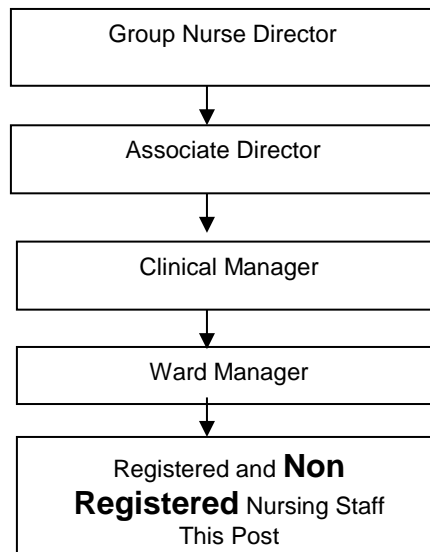 Group Nurse Director
Associate Director
Clinical Manager
Ward Manager
Registered and Non
Registered Nursing Staff
This Post